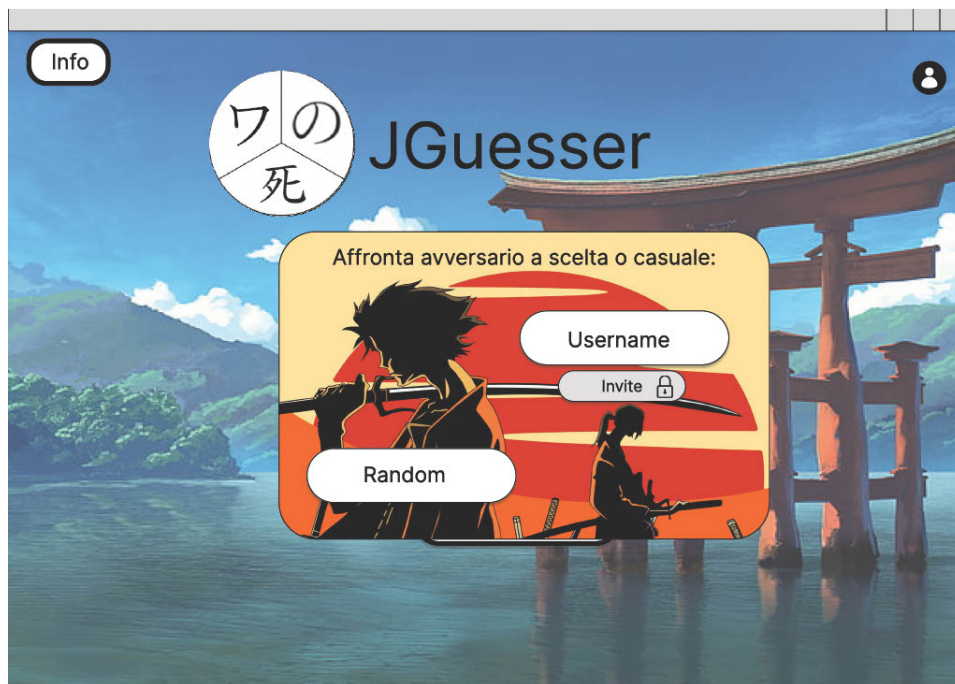 Info
ワの
死
JGuesser
Affronta avversario a scelta o casuale:
Username
Invite
Random